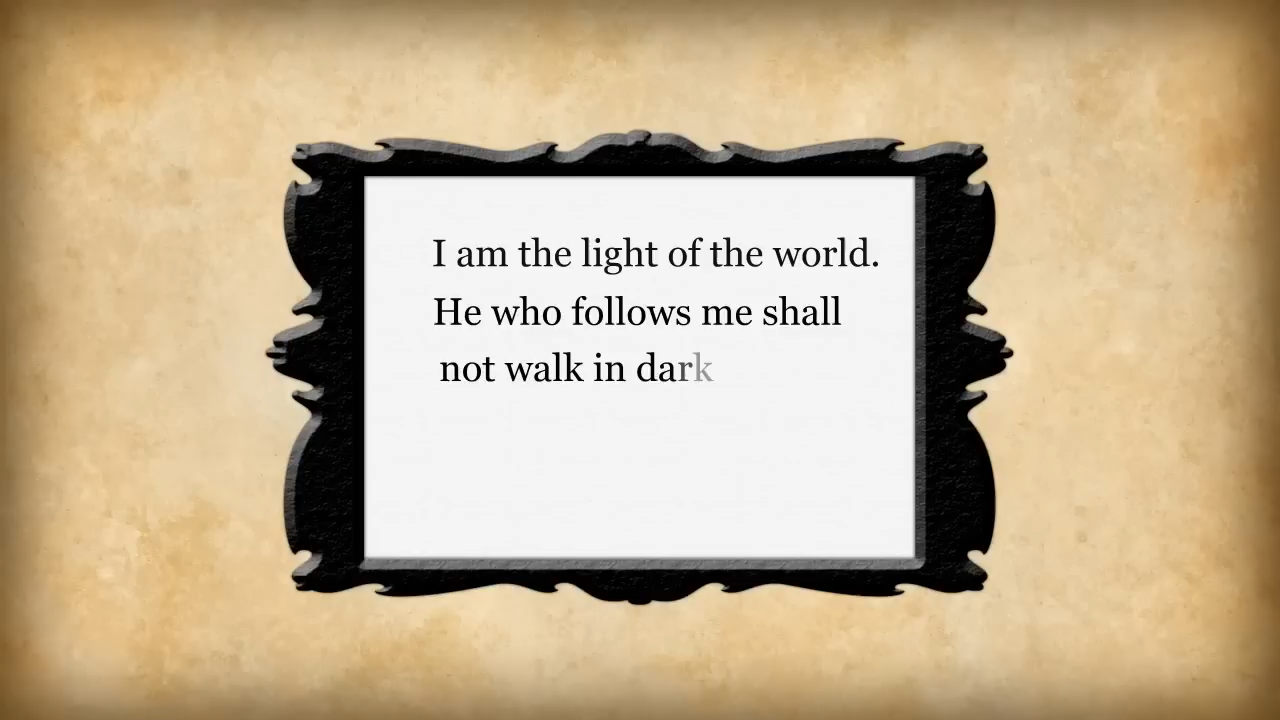 I am the light of the world.
He who follows me shall
not walk in dark